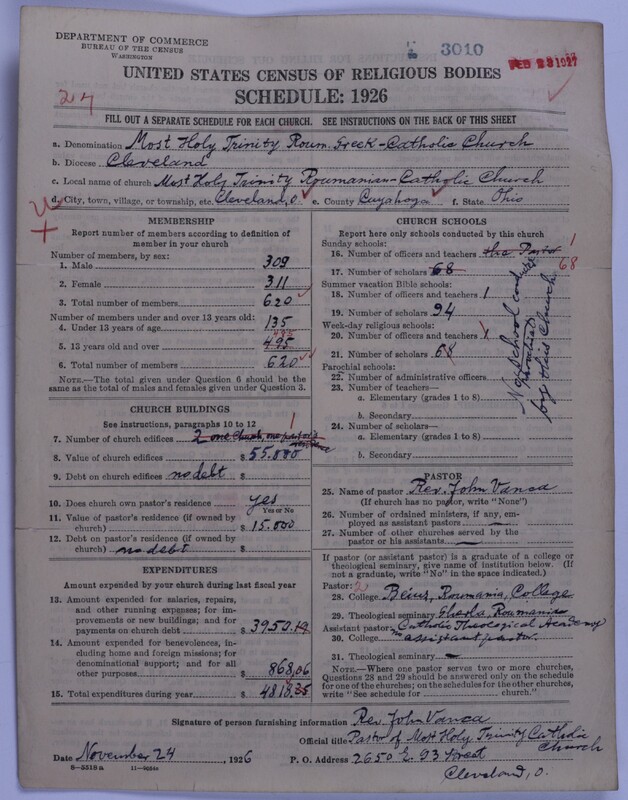 DEPARTMENT OF COMMERCE
BUREAU OF THE CENSUS
WASHINGTON
3010
FEB 23 1927
UNITED STATES CENSUS OF RELIGIOUS BODIES
SCHEDULE: 1926
FILL OUT A SEPARATE SCHEDULE FOR EACH CHURCH. SEE INSTRUCTIONS ON THE BACK OF THIS SHEET
a. Denomination Most Holy Trinity Roum. Greek-Catholic Church
b. Diocese Cleveland
c. Local name of church Most Holy Trinity Roumanian-Catholic Church
d. City, town, village, or township, etc. Cleveland, O. e. County Cuyahoga f. State Ohio
MEMBERSHIP
Report number of members according to definition of member in your church
Number of members, by sex:
1. Male 309
2. Female 311
3. Total number of members 620
Number of members under and over 13 years old:
4. Under 13 years of age 135
485
5. 13 years old and over 495
6. Total number of members 620
NOTE.—The total given under Question 6 should be the same as the total of males and females given under Question 3.
CHURCH BUILDINGS
See instructions, paragraphs 10 to 12
7. Number of church edifices 2 one church, one pastor's residence 1
8. Value of church edifices $ 55.000
9. Debt on church edifices no debt
10. Does church own pastor's residence yes
Yes or No
11. Value of pastor's residence (if owned by church) $ 15.000
12. Debt on pastor's residence (if owned by church) no debt
EXPENDITURES
Amount expended by your church during last fiscal year
13. Amount expended for salaries, repairs, and other running expenses; for improvements or new buildings; and for payments on church debt $ 3950.19
14. Amount expended for benevolences, including home and foreign missions; for denominational support; and for all other purposes $ 868,06
15. Total expenditures during year $ 4818.25
CHURCH SCHOOLS
Report here only schools conducted by this church
Sunday schools:
16. Number of officers and teachers the Pastor 1
17. Number of scholars 68 68
Summer vacation Bible schools:
18. Number of officers and teachers 1
19. Number of scholars 94
Week-day religious schools:
20. Number of officers and teachers 1
21. Number of scholars 68
Parochial schools:
22. Number of administrative officers
23. Number of teachers—
a. Elementary (grades 1 to 8)
b. Secondary
24. Number of scholars—
a. Elementary (grades 1 to 8)
b. Secondary
No parochial School conducted by this Church
PASTOR
25. Name of pastor Rev. John Vanca
(If church has no pastor, write "None")
26. Number of ordained ministers, if any, employed as assistant pastors —
27. Number of other churches served by the pastor or his assistants —
If pastor (or assistant pastor) is a graduate of a college or theological seminary, give name of institution below. (If not a graduate, write "No" in the space indicated.)
Pastor: 2
28. College Beius, Roumania, College
29. Theological seminary Gherla Roumania
Catholic Theological Academy
Assistant pastor:
30. College no assistant pastor.
31. Theological seminary —
NOTE.—Where one pastor serves two or more churches, Questions 28 and 29 should be answered only on the schedule for one of the churches; on the schedules for the other churches, write "See schedule for church."
Signature of person furnishing information Rev. John Vanca
Official title Pastor of Most Holy Trinity Catholic Church
Date November 24, 1926 P. O. Address 2650 E. 93 Street
Cleveland, O.
8-3518 a